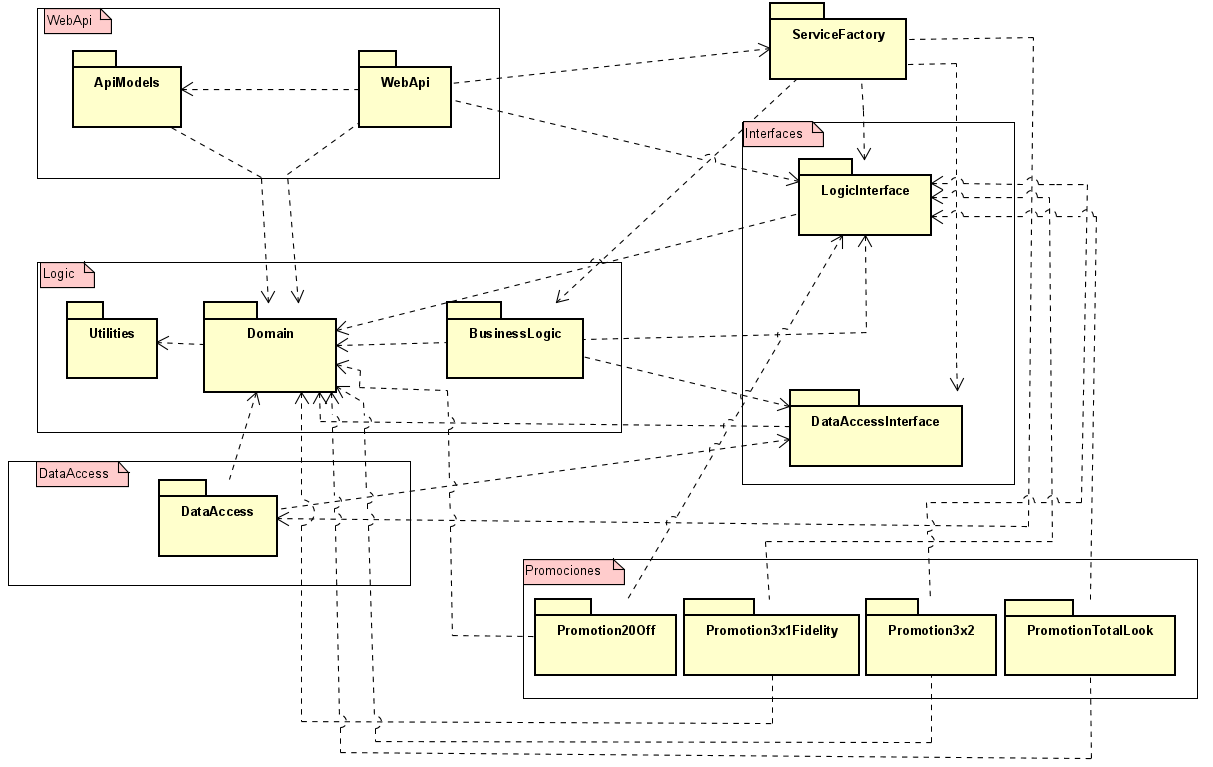 WebApi
ServiceFactory
ApiModels
WebApi
Interfaces
LogicInterface
Logic
Utilities
Domain
BusinessLogic
DataAccessInterface
DataAccess
DataAccess
Promociones
Promotion20Off
Promotion3x1Fidelity
Promotion3x2
PromotionTotalLook